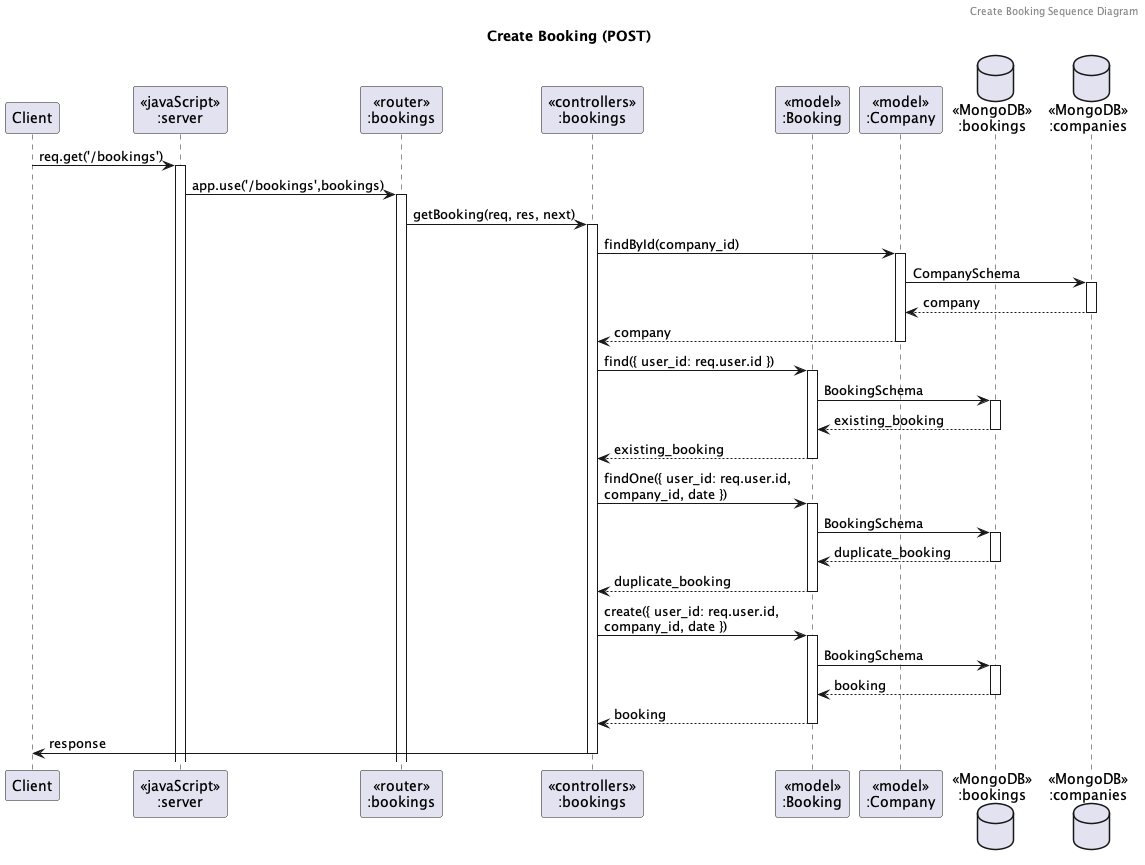 Create Booking Sequence Diagram
Create Booking (POST)
Client
«javaScript»
:server
«router»
:bookings
«controllers»
:bookings
«model»
:Booking
«model»
:Company
«MongoDB»
:bookings
«MongoDB»
:companies
req.get('/bookings')
app.use('/bookings',bookings)
getBooking(req, res, next)
findById(company_id)
CompanySchema
company
company
find({ user_id: req.user.id })
BookingSchema
existing_booking
existing_booking
findOne({ user_id: req.user.id,
company_id, date })
BookingSchema
duplicate_booking
duplicate_booking
create({ user_id: req.user.id,
company_id, date })
BookingSchema
booking
booking
response
Client
«javaScript»
:server
«router»
:bookings
«controllers»
:bookings
«model»
:Booking
«model»
:Company
«MongoDB»
:bookings
«MongoDB»
:companies